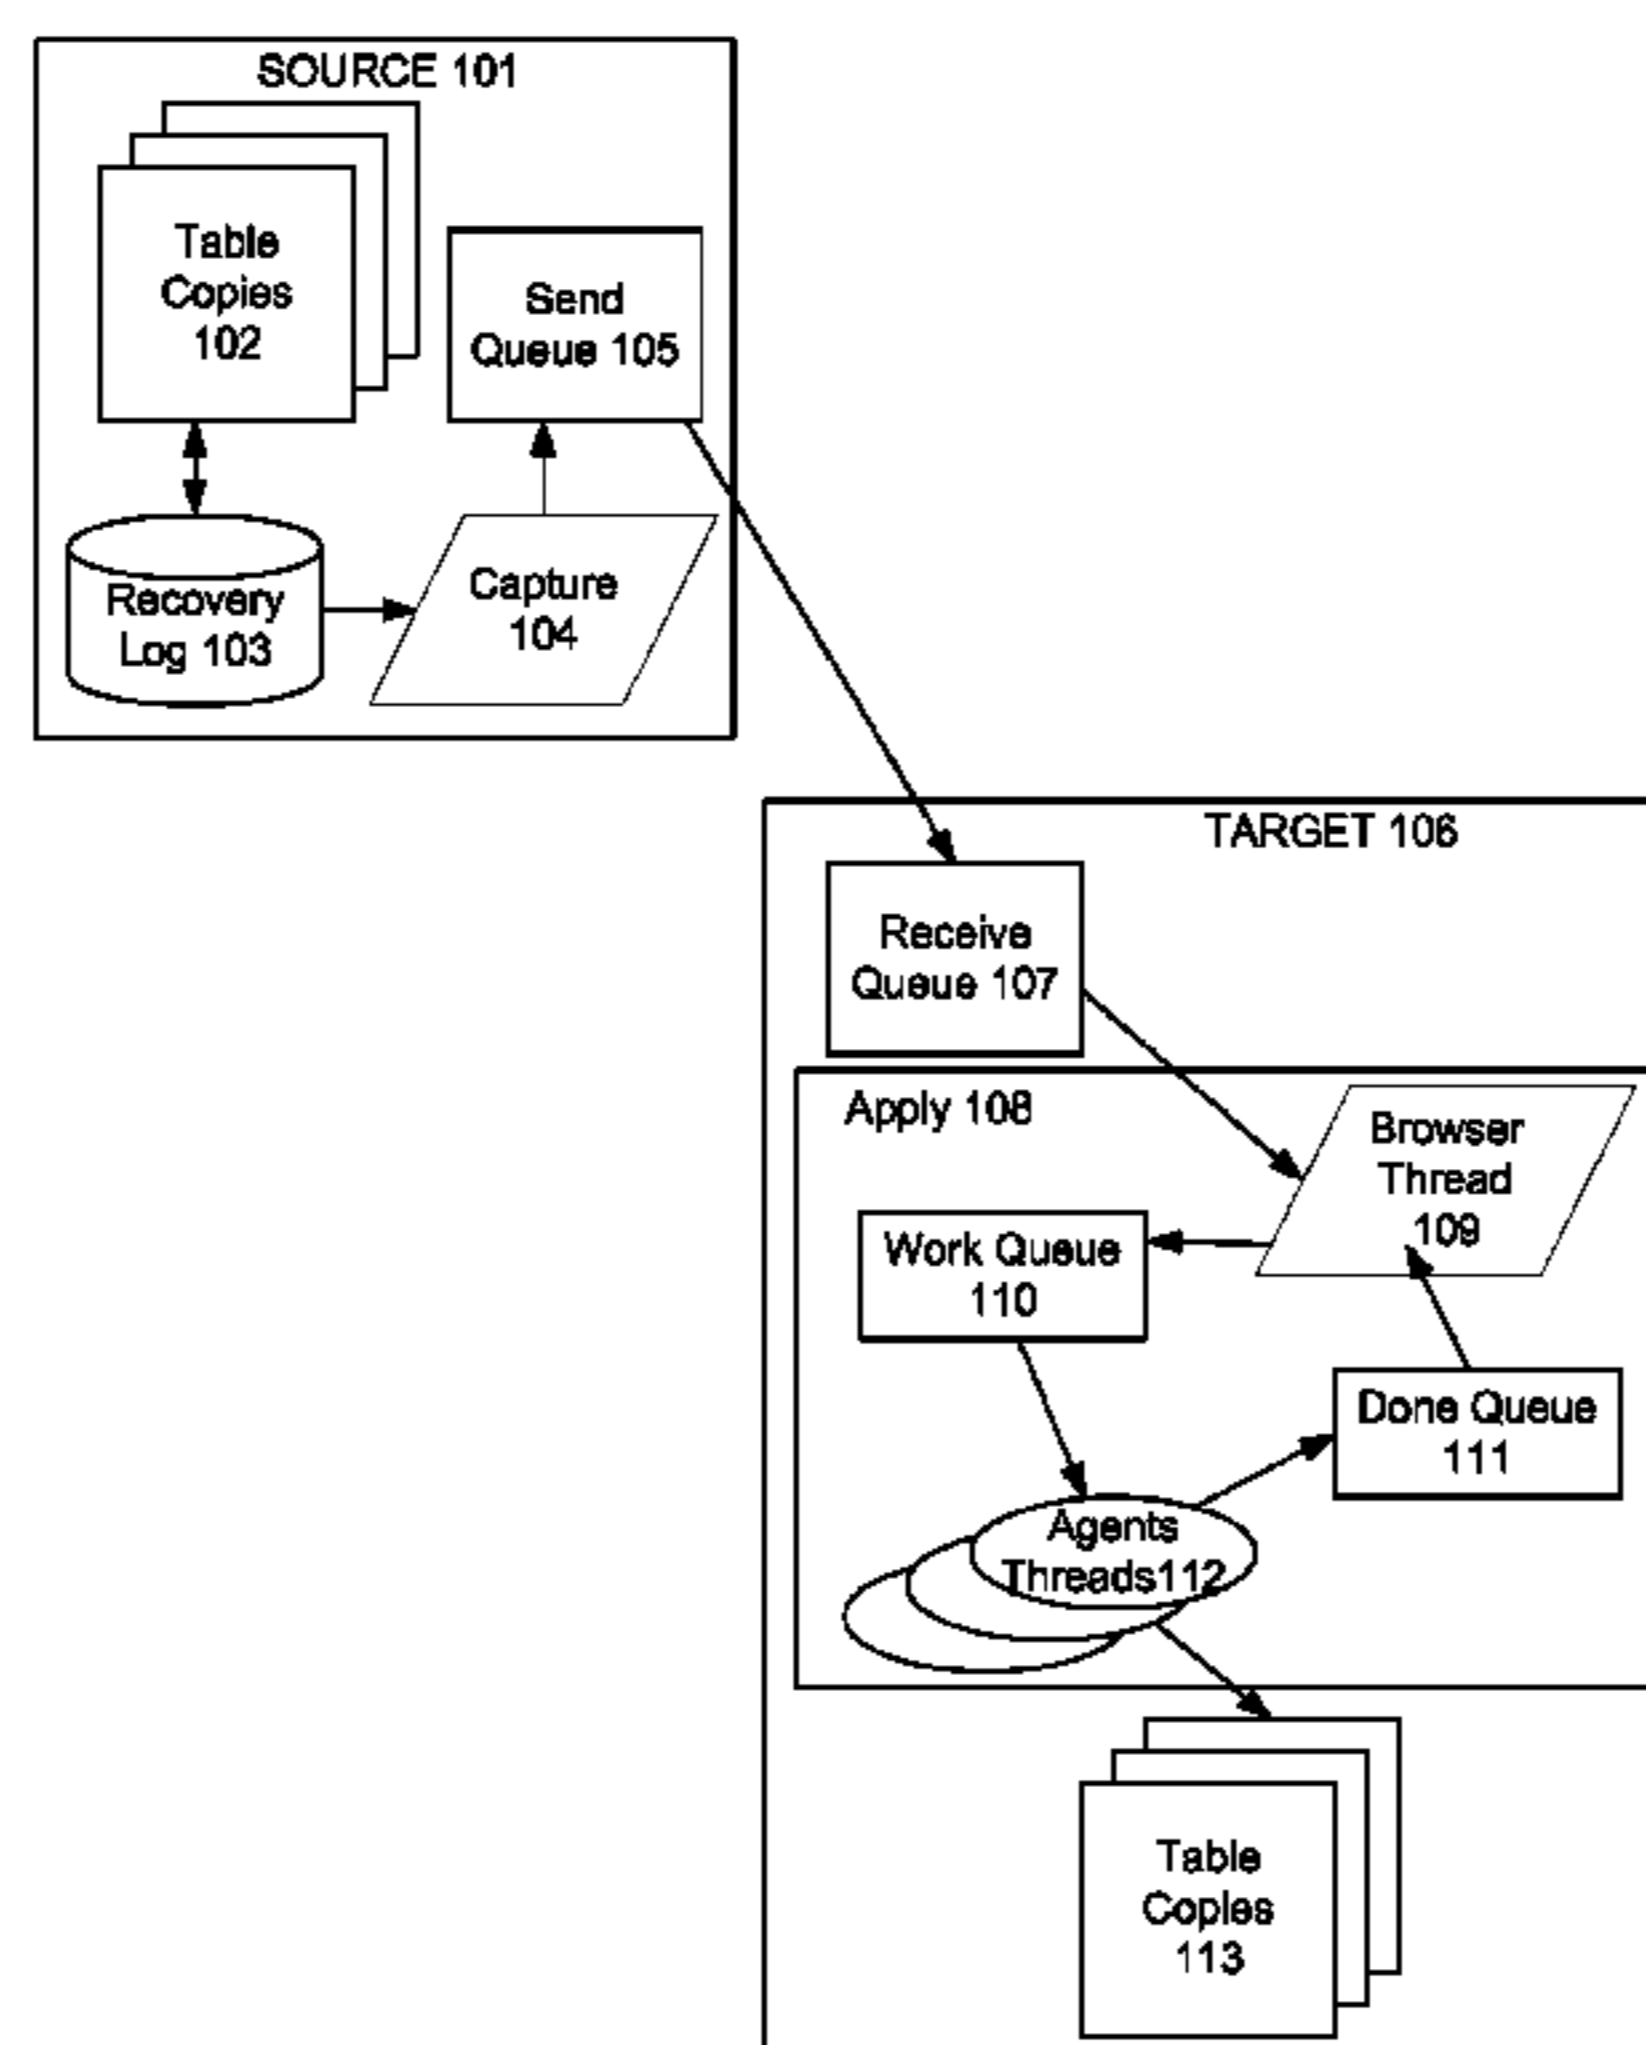 SOURCE 101
Table
Copies
102
Send
Queue 105
Recovery
Log 103
Capture
104
TARGET 106
Receive
Queue 107
Apply 108
Browser
Thread
109
Work Queue
110
Done Queue
111
Agents
Threads112
Table
Copies
113